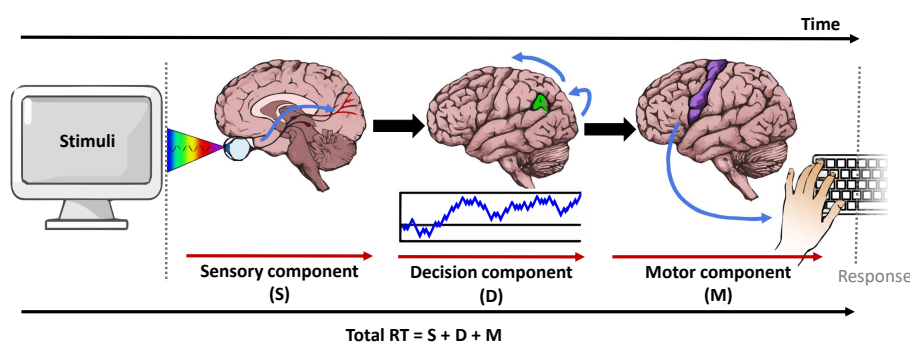 Time
Stimuli
Sensory component
(S)
Decision component
(D)
Motor component
(M)
Response
Total RT = S + D + M